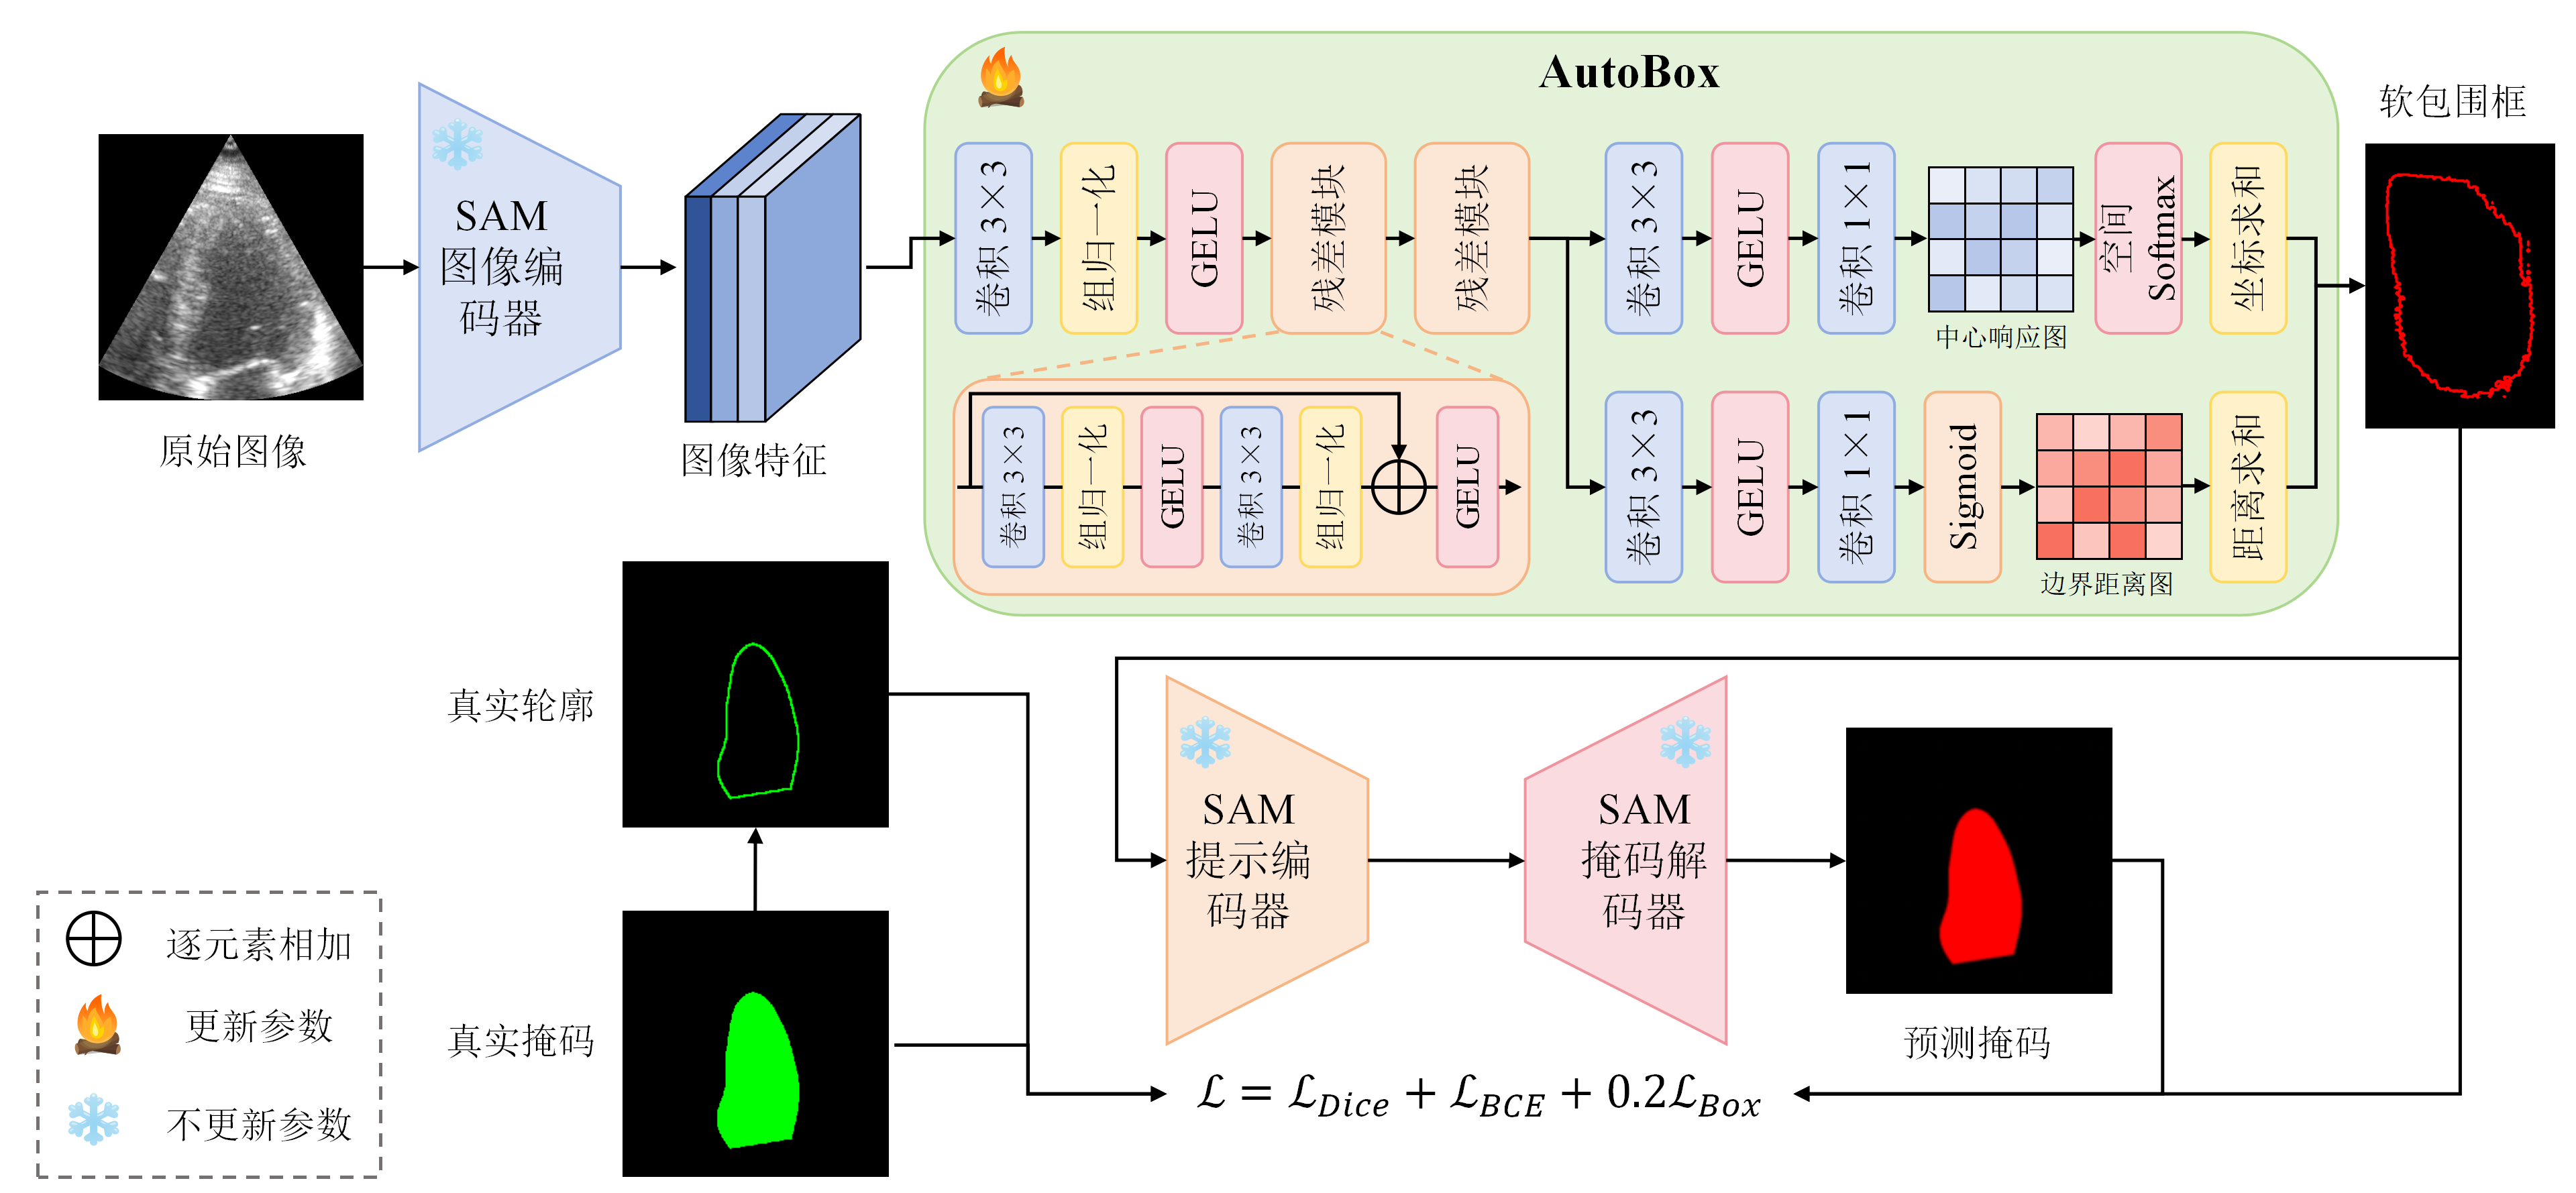 AutoBox
软包围框
SAM
图像编
码器
原始图像
图像特征
卷积 3×3
组归一化
GELU
残差模块
残差模块
卷积 3×3
GELU
卷积 1×1
中心响应图
空间
Softmax
坐标求和
卷积 3×3
组归一化
GELU
卷积 3×3
组归一化
GELU
卷积 3×3
GELU
卷积 1×1
Sigmoid
边界距离图
距离求和
真实轮廓
真实掩码
SAM
提示编
码器
SAM
掩码解
码器
预测掩码
ℒ = ℒ_Dice + ℒ_BCE + 0.2ℒ_Box
逐元素相加
更新参数
不更新参数